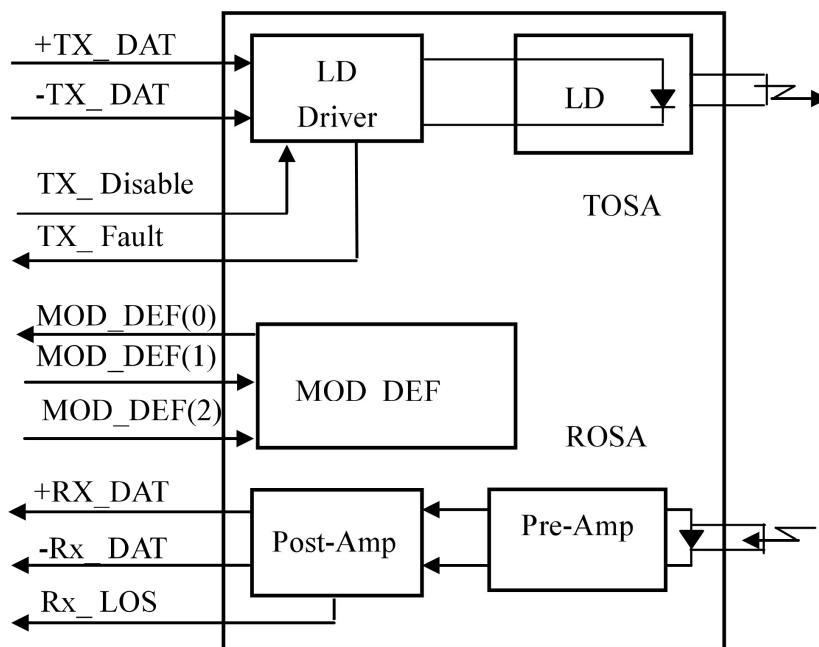 +TX_ DAT
-TX_ DAT
LD
Driver
LD
TX_ Disable
TX_ Fault
TOSA
MOD_DEF(0)
MOD_DEF(1)
MOD_DEF(2)
MOD DEF
ROSA
+RX_DAT
-Rx_ DAT
Rx_ LOS
Post-Amp
Pre-Amp